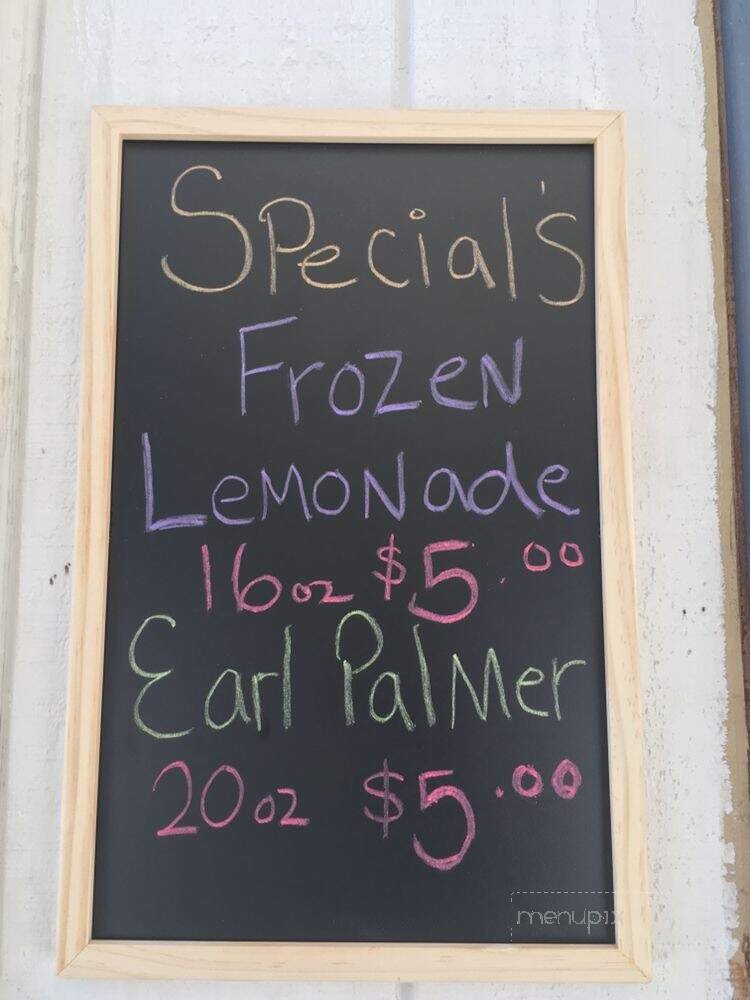 Special's
Frozen
Lemonade
16oz $5.00
Earl Palmer
20oz $5.00
menupix